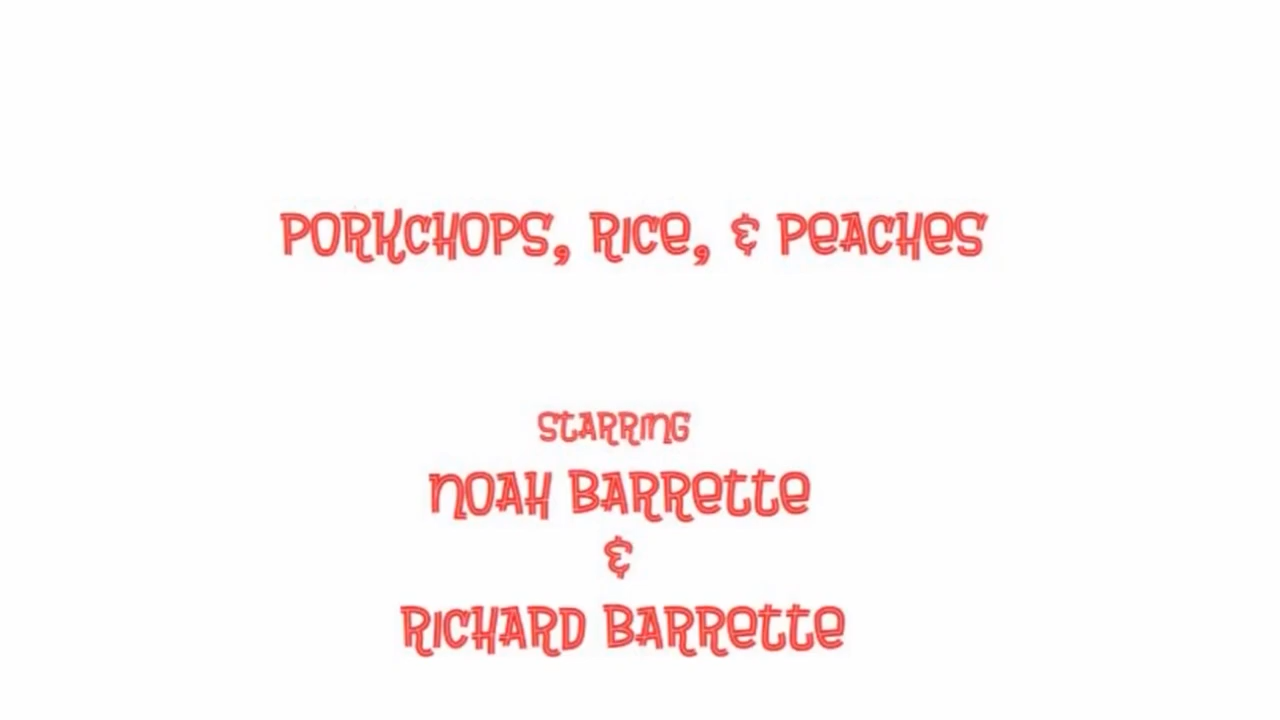 PORKCHOPS, RICE, & PEACHES
STARRING
NOAH BARRETTE
&
RICHARD BARRETTE